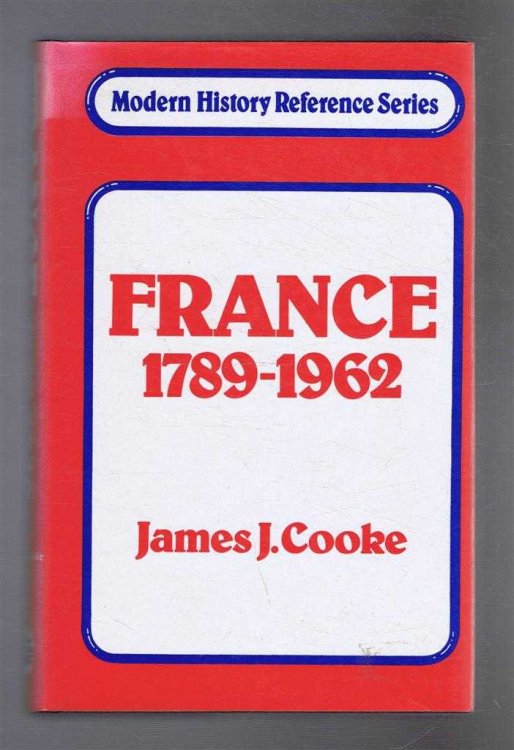 Modern History Reference Series
FRANCE
1789-1962
James J. Cooke